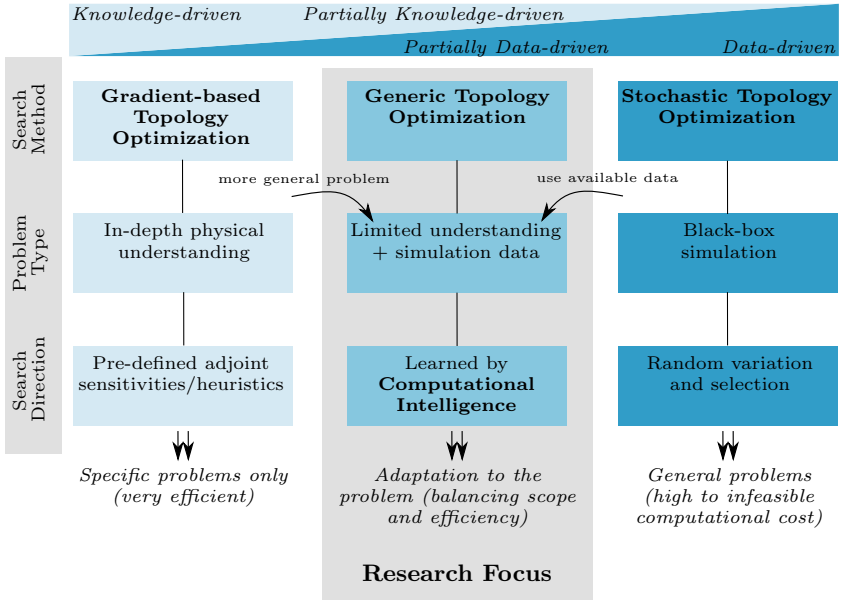 Knowledge-driven
Partially Knowledge-driven
Partially Data-driven
Data-driven
Search
Method
Gradient-based
Topology
Optimization
Generic Topology
Optimization
Stochastic Topology
Optimization
more general problem
use available data
Problem
Type
In-depth physical
understanding
Limited understanding
+ simulation data
Black-box
simulation
Search
Direction
Pre-defined adjoint
sensitivities/heuristics
Learned by
Computational
Intelligence
Random variation
and selection
Specific problems only
(very efficient)
Adaptation to the
problem (balancing scope
and efficiency)
General problems
(high to infeasible
computational cost)
Research Focus